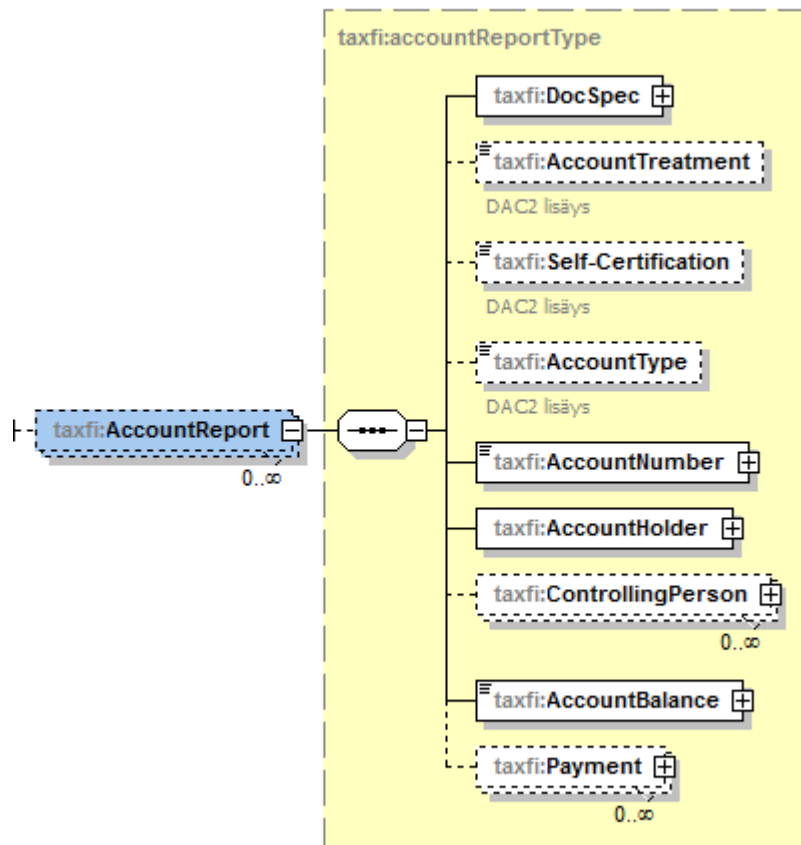 taxfi:accountReportType
taxfi:DocSpec
taxfi:AccountTreatment
DAC2 lisäys
taxfi:Self-Certification
DAC2 lisäys
taxfi:AccountType
DAC2 lisäys
taxfi:AccountReport
0..∞
taxfi:AccountNumber
taxfi:AccountHolder
taxfi:ControllingPerson
0..∞
taxfi:AccountBalance
taxfi:Payment
0..∞